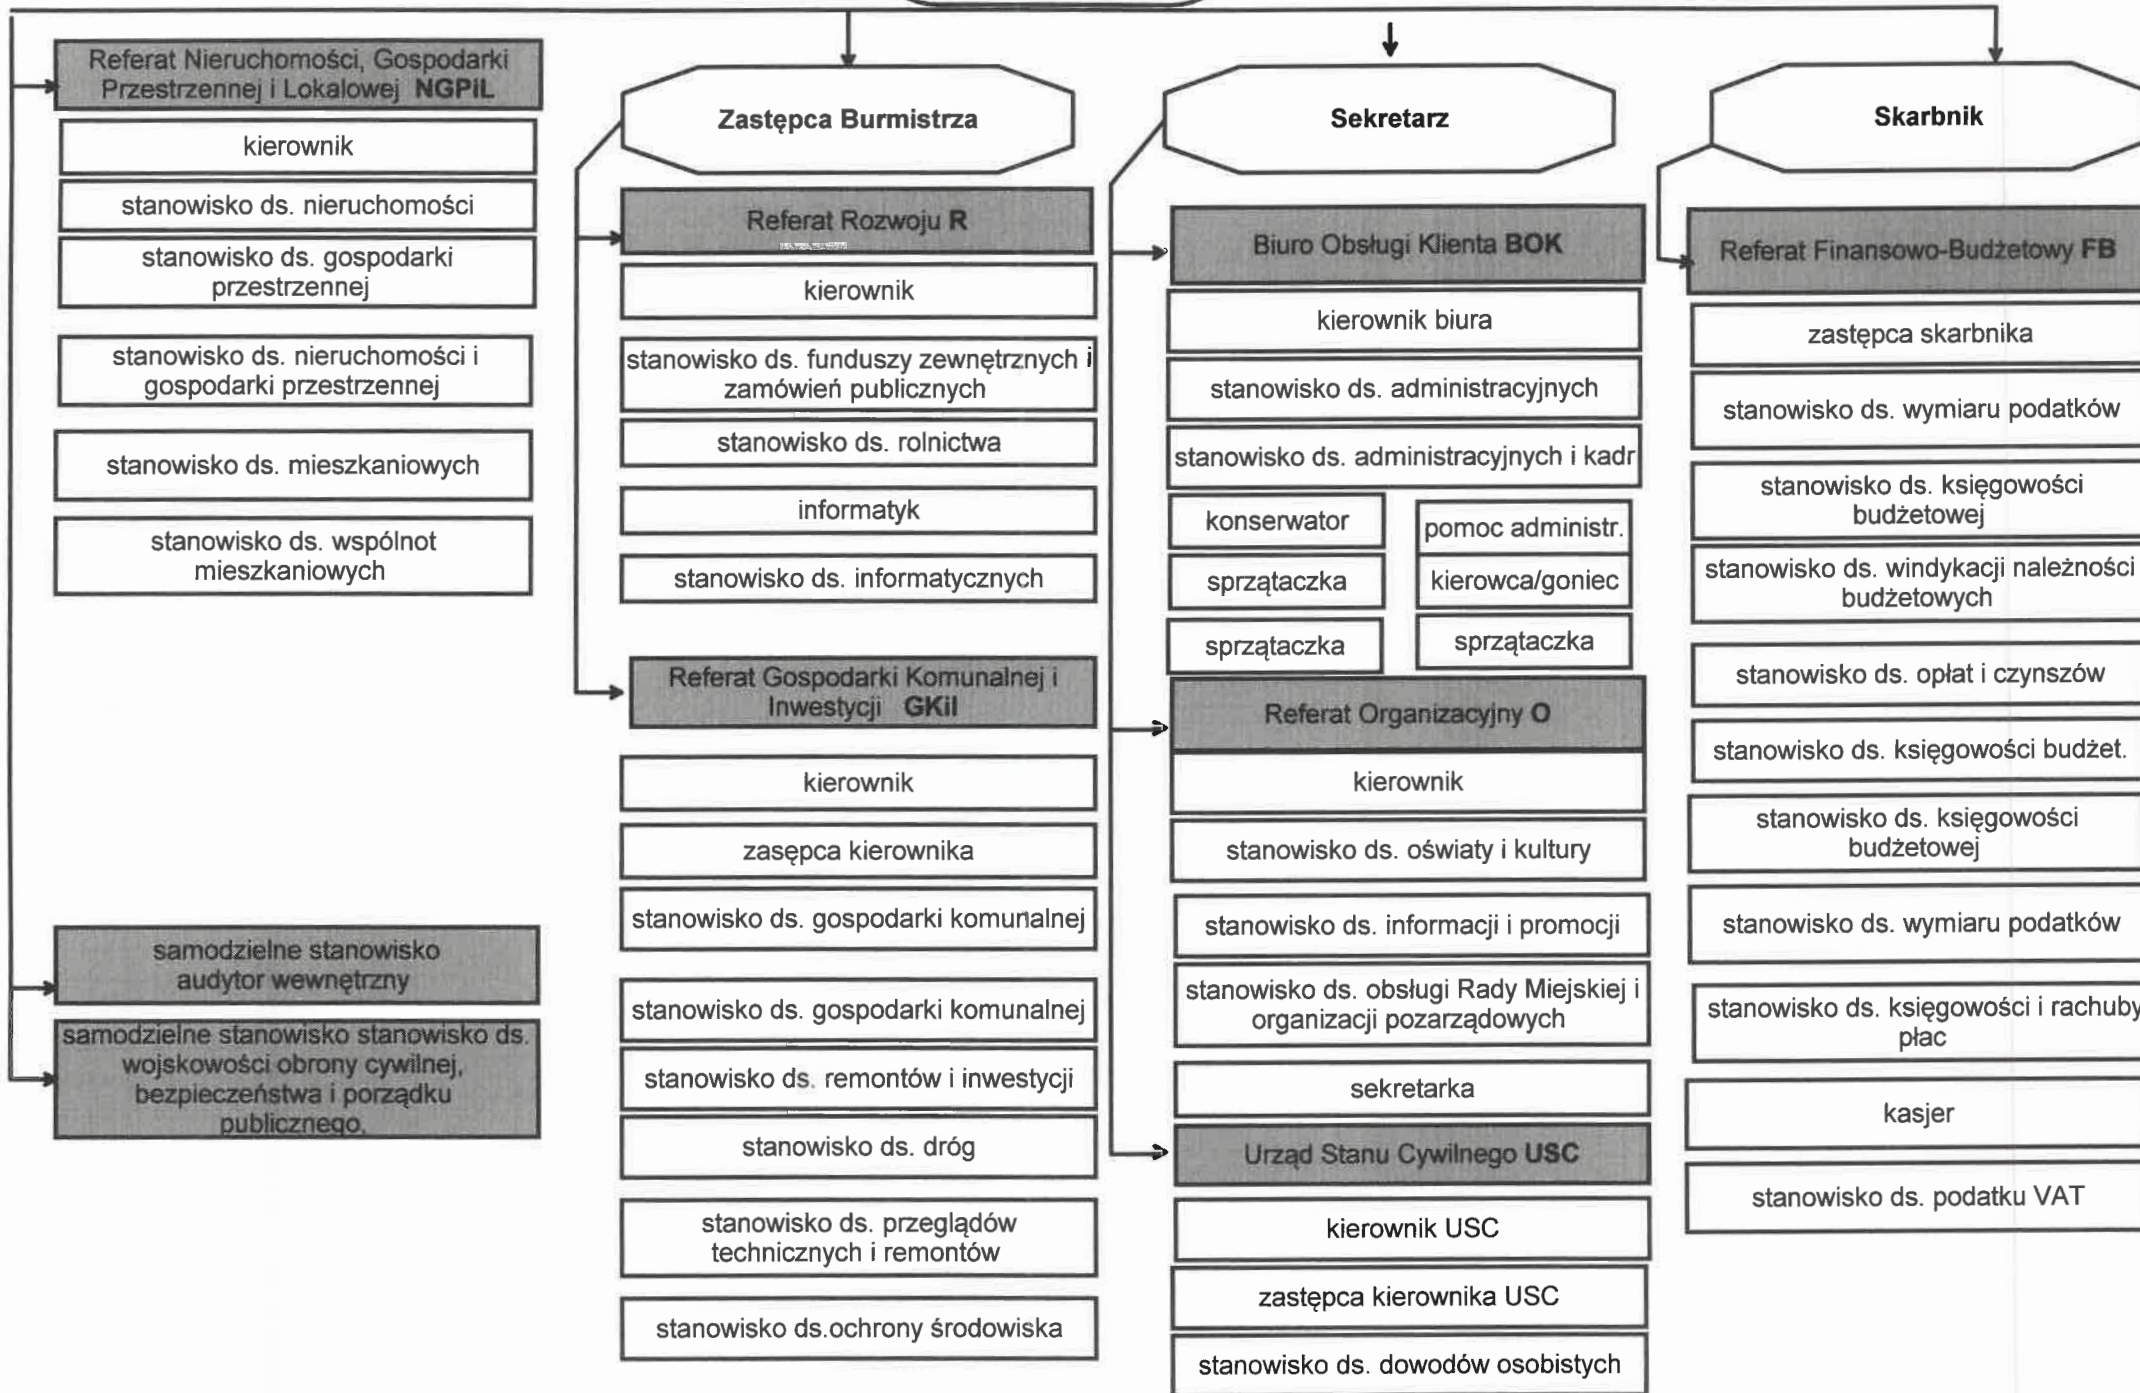 Referat Nieruchomości, Gospodarki
Przestrzennej i Lokalowej NGPiL
kierownik
stanowisko ds. nieruchomości
stanowisko ds. gospodarki
przestrzennej
stanowisko ds. nieruchomości i
gospodarki przestrzennej
stanowisko ds. mieszkaniowych
stanowisko ds. wspólnot
mieszkaniowych
samodzielne stanowisko
audytor wewnętrzny
samodzielne stanowisko stanowisko ds.
wojskowości obrony cywilnej,
bezpieczeństwa i porządku
publicznego,
Zastępca Burmistrza
Referat Rozwoju R
kierownik
stanowisko ds. funduszy zewnętrznych i
zamówień publicznych
stanowisko ds. rolnictwa
informatyk
stanowisko ds. informatycznych
Referat Gospodarki Komunalnej i
Inwestycji GKiI
kierownik
zasępca kierownika
stanowisko ds. gospodarki komunalnej
stanowisko ds. gospodarki komunalnej
stanowisko ds. remontów i inwestycji
stanowisko ds. dróg
stanowisko ds. przeglądów
technicznych i remontów
stanowisko ds.ochrony środowiska
Sekretarz
Biuro Obsługi Klienta BOK
kierownik biura
stanowisko ds. administracyjnych
stanowisko ds. administracyjnych i kadr
konserwator
pomoc administr.
sprzątaczka
kierowca/goniec
sprzątaczka
sprzątaczka
Referat Organizacyjny O
kierownik
stanowisko ds. oświaty i kultury
stanowisko ds. informacji i promocji
stanowisko ds. obsługi Rady Miejskiej i
organizacji pozarządowych
sekretarka
Urząd Stanu Cywilnego USC
kierownik USC
zastępca kierownika USC
stanowisko ds. dowodów osobistych
Skarbnik
Referat Finansowo-Budżetowy FB
zastępca skarbnika
stanowisko ds. wymiaru podatków
stanowisko ds. księgowości
budżetowej
stanowisko ds. windykacji należności
budżetowych
stanowisko ds. opłat i czynszów
stanowisko ds. księgowości budżet.
stanowisko ds. księgowości
budżetowej
stanowisko ds. wymiaru podatków
stanowisko ds. księgowości i rachuby
płac
kasjer
stanowisko ds. podatku VAT